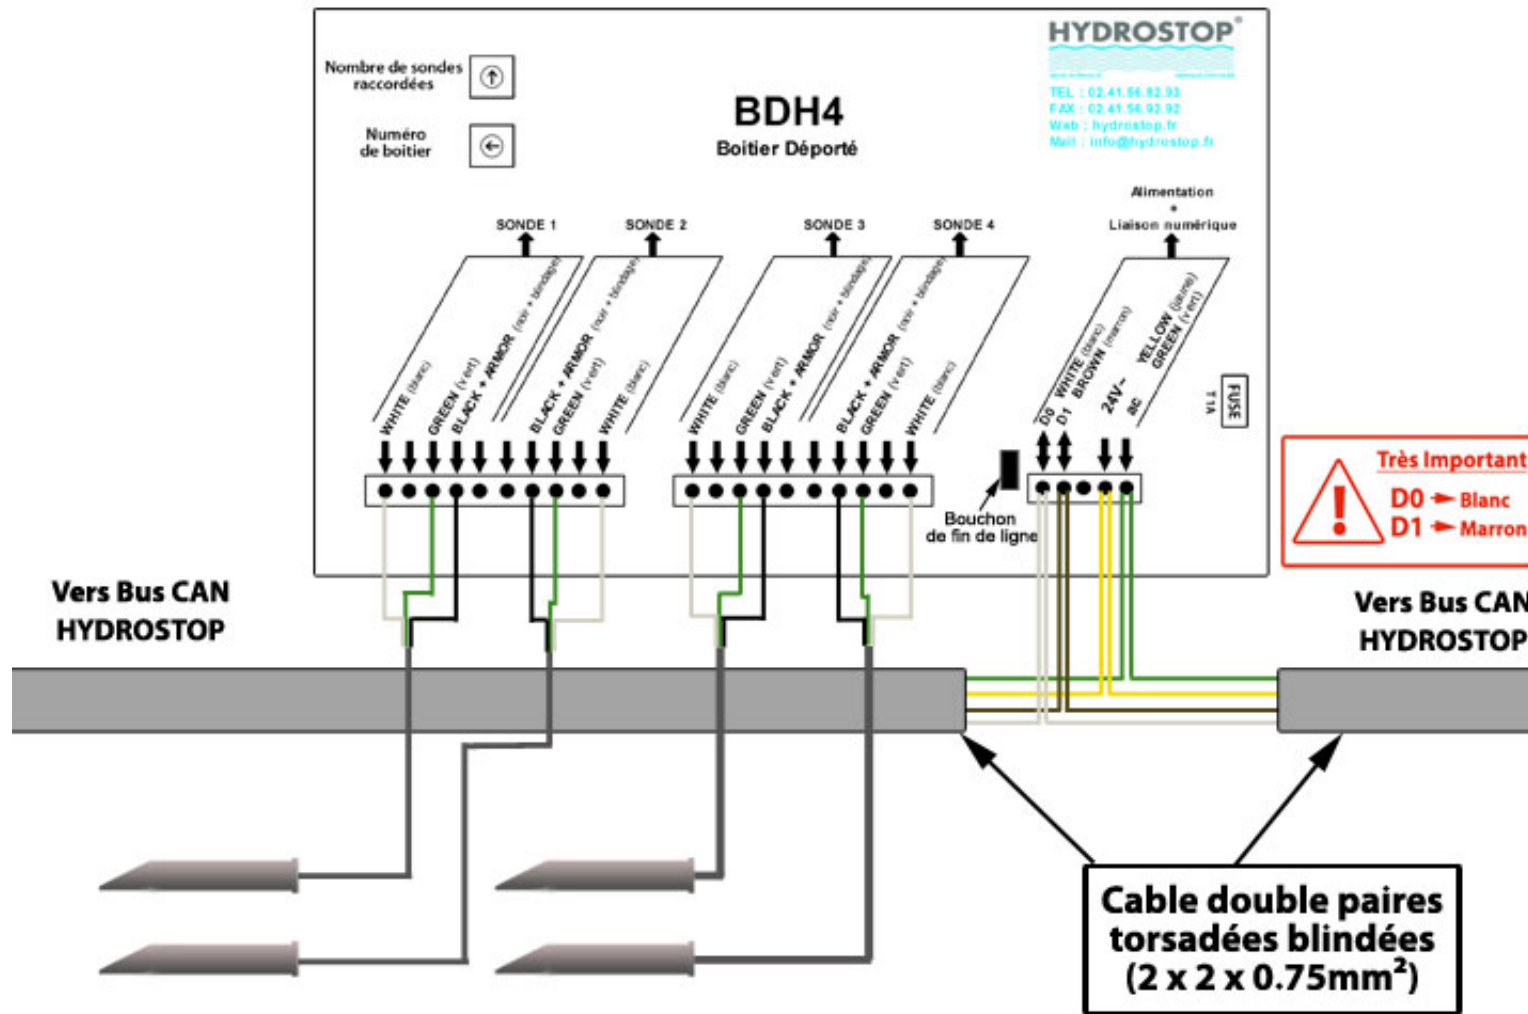 HYDROSTOP®
TEL : 02.41.56.82.93
FAX : 02.41.56.92.92
Web : hydrostop.fr
Mail : info@hydrostop.fr
Nombre de sondes
raccordées
Numéro
de boitier
BDH4
Boitier Déporté
Alimentation
+
Liaison numérique
SONDE 1
SONDE 2
SONDE 3
SONDE 4
WHITE (blanc)
GREEN (vert)
BLACK + ARMOR (noir + blindage)
BLACK + ARMOR (noir + blindage)
GREEN (vert)
WHITE (blanc)
WHITE (blanc)
GREEN (vert)
BLACK + ARMOR (noir + blindage)
BLACK + ARMOR (noir + blindage)
GREEN (vert)
WHITE (blanc)
D0 WHITE (blanc)
D1 BROWN (marron)
24V~ YELLOW (jaune)
ac GREEN (vert)
FUSE
T 1A
Bouchon
de fin de ligne
Très Important
D0 Blanc
D1 Marron
Vers Bus CAN
HYDROSTOP
Vers Bus CAN
HYDROSTOP
Cable double paires
torsadées blindées
(2 x 2 x 0.75mm²)